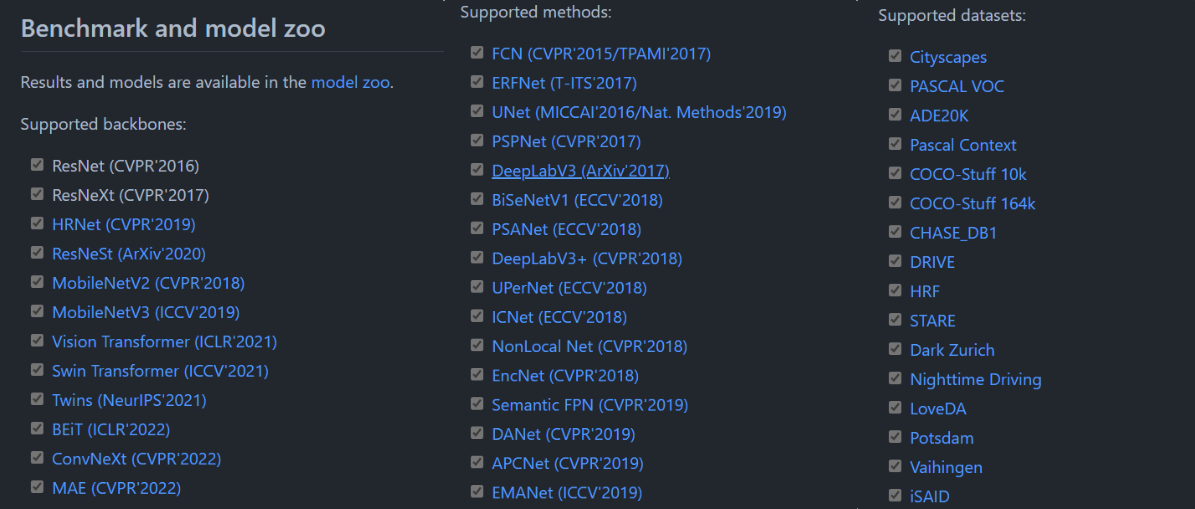 Benchmark and model zoo
Results and models are available in the model zoo.
Supported backbones:
ResNet (CVPR'2016)
ResNeXt (CVPR'2017)
HRNet (CVPR'2019)
ResNeSt (ArXiv'2020)
MobileNetV2 (CVPR'2018)
MobileNetV3 (ICCV'2019)
Vision Transformer (ICLR'2021)
Swin Transformer (ICCV'2021)
Twins (NeurIPS'2021)
BEiT (ICLR'2022)
ConvNeXt (CVPR'2022)
MAE (CVPR'2022)
Supported methods:
FCN (CVPR'2015/TPAMI'2017)
ERFNet (T-ITS'2017)
UNet (MICCAI'2016/Nat. Methods'2019)
PSPNet (CVPR'2017)
DeepLabV3 (ArXiv'2017)
BiSeNetV1 (ECCV'2018)
PSANet (ECCV'2018)
DeepLabV3+ (CVPR'2018)
UPerNet (ECCV'2018)
ICNet (ECCV'2018)
NonLocal Net (CVPR'2018)
EncNet (CVPR'2018)
Semantic FPN (CVPR'2019)
DANet (CVPR'2019)
APCNet (CVPR'2019)
EMANet (ICCV'2019)
Supported datasets:
Cityscapes
PASCAL VOC
ADE20K
Pascal Context
COCO-Stuff 10k
COCO-Stuff 164k
CHASE_DB1
DRIVE
HRF
STARE
Dark Zurich
Nighttime Driving
LoveDA
Potsdam
Vaihingen
iSAID